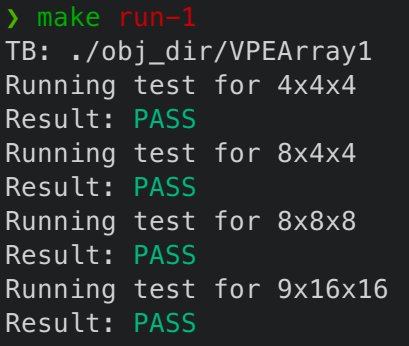 ❯ make run-1
TB: ./obj_dir/VPEArray1
Running test for 4x4x4
Result: PASS
Running test for 8x4x4
Result: PASS
Running test for 8x8x8
Result: PASS
Running test for 9x16x16
Result: PASS